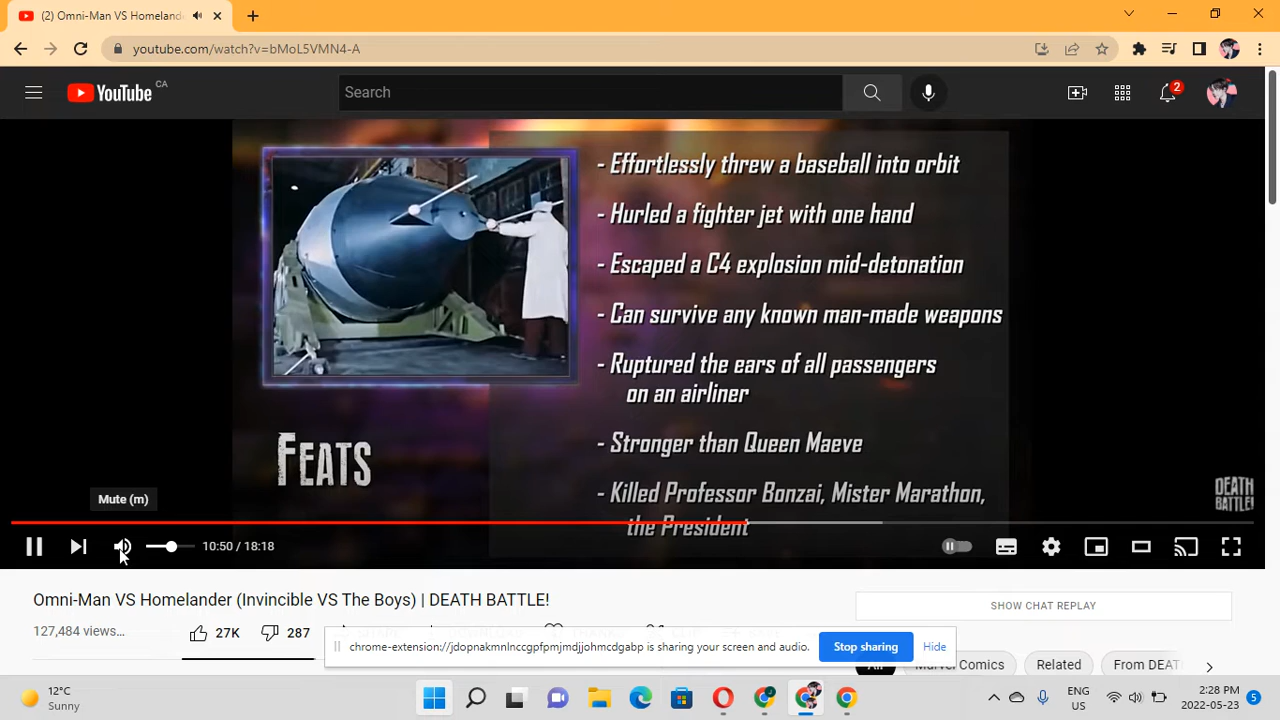 (2) Omni-Man VS Homeland
youtube.com/watch?v=bMoL5VMN4-A
YouTube CA
Search
2
- Effortlessly threw a baseball into orbit
- Hurled a fighter jet with one hand
- Escaped a C4 explosion mid-detonation
- Can survive any known man-made weapons
- Ruptured the ears of all passengers
on an airliner
- Stronger than Queen Maeve
- Killed Professor Bonzai, Mister Marathon,
the President
FEATS
DEATH
BATTLE!
Mute (m)
10:50 / 18:18
Omni-Man VS Homelander (Invincible VS The Boys) | DEATH BATTLE!
SHOW CHAT REPLAY
127,484 views...
27K
287
chrome-extension://jdopnakmnlnccgpfpmjmdjjohmcdgabp is sharing your screen and audio.
Stop sharing
Hide
All
Marvel Comics
Related
From DEAT
12°C
Sunny
ENG
US
2:28 PM
2022-05-23
5